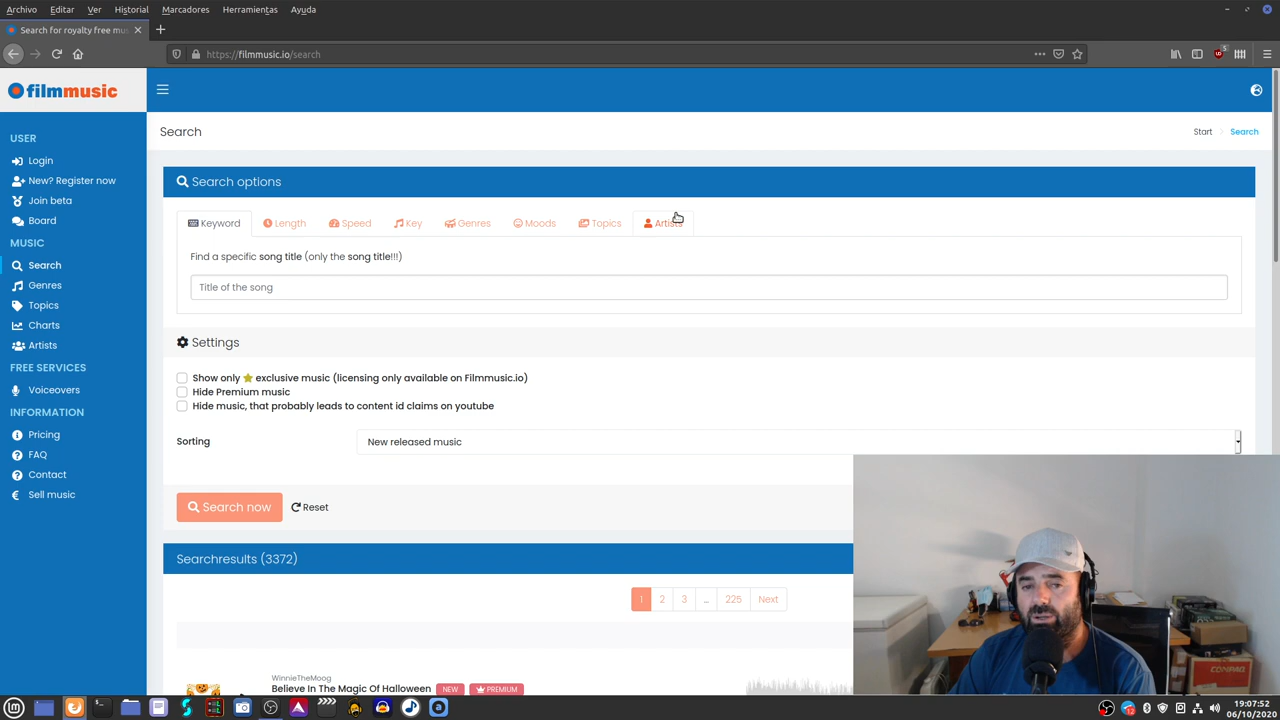 Archivo Editar Ver Historial Marcadores Herramientas Ayuda
Search for royalty free mus
https://filmmusic.io/search
5
filmmusic
Search
Start Search
USER
Login
New? Register now
Join beta
Board
MUSIC
Search
Genres
Topics
Charts
Artists
FREE SERVICES
Voiceovers
INFORMATION
Pricing
FAQ
Contact
Sell music
Search options
Keyword Length Speed Key Genres Moods Topics Artists
Find a specific song title (only the song title!!!)
Title of the song
Settings
Show only exclusive music (licensing only available on Filmmusic.io)
Hide Premium music
Hide music, that probably leads to content id claims on youtube
Sorting New released music
Search now Reset
Searchresults (3372)
1 2 3 ... 225 Next
WinnieTheMoog
Believe In The Magic Of Halloween NEW PREMIUM
COMPAQ
19:07:52
06/10/2020